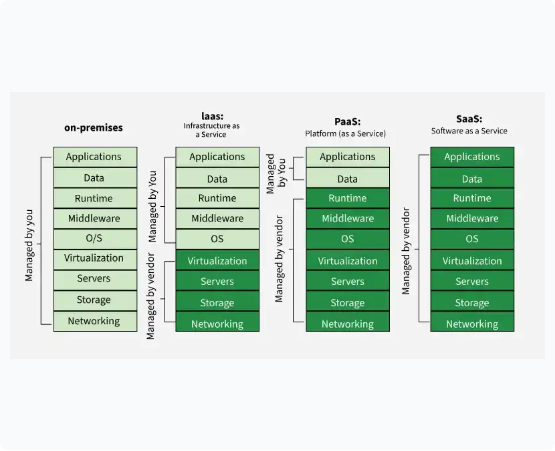 on-premises
Managed by you
Applications
Data
Runtime
Middleware
O/S
Virtualization
Servers
Storage
Networking
Iaas:
Infrastructure as
a Service
Managed by You
Managed by vendor
Applications
Data
Runtime
Middleware
OS
Virtualization
Servers
Storage
Networking
PaaS:
Platform (as a Service)
Managed
by You
Managed by vendor
Applications
Data
Runtime
Middleware
OS
Virtualization
Servers
Storage
Networking
SaaS:
Software as a Service
Managed by vendor
Applications
Data
Runtime
Middleware
OS
Virtualization
Servers
Storage
Networking